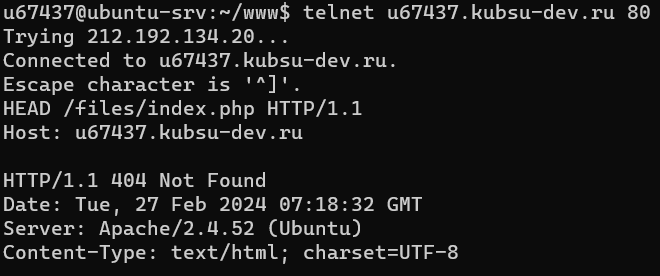 u67437@ubuntu-srv:~/www$ telnet u67437.kubsu-dev.ru 80
Trying 212.192.134.20...
Connected to u67437.kubsu-dev.ru.
Escape character is '^]'.
HEAD /files/index.php HTTP/1.1
Host: u67437.kubsu-dev.ru

HTTP/1.1 404 Not Found
Date: Tue, 27 Feb 2024 07:18:32 GMT
Server: Apache/2.4.52 (Ubuntu)
Content-Type: text/html; charset=UTF-8